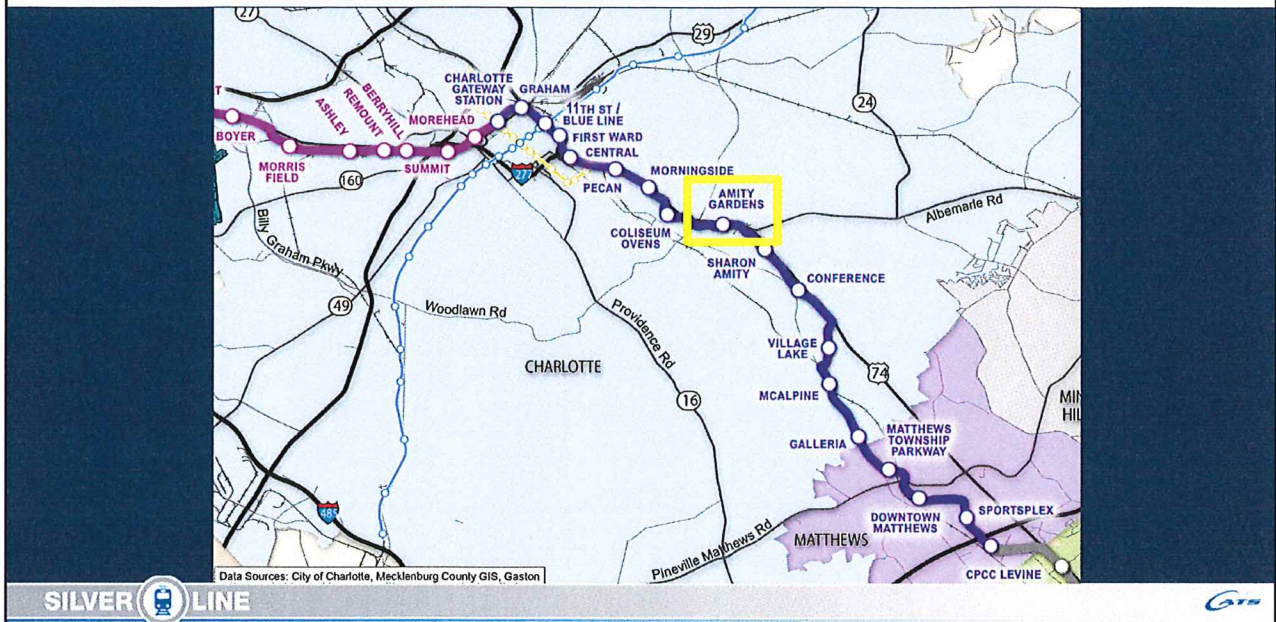 27
29
CHARLOTTE
GATEWAY
STATION
GRAHAM
24
T
BERRYHILL
REMOUNT
ASHLEY
MOREHEAD
11TH ST /
BLUE LINE
FIRST WARD
BOYER
CENTRAL
MORRIS
FIELD
SUMMIT
277
MORNINGSIDE
160
PECAN
AMITY
GARDENS
Albemarle Rd
COLISEUM
OVENS
Billy Graham Pkwy
SHARON
AMITY
CONFERENCE
49
Woodlawn Rd
Providence Rd
VILLAGE
LAKE
CHARLOTTE
74
MCALPINE
16
MIN
HIL
GALLERIA
MATTHEWS
TOWNSHIP
PARKWAY
485
DOWNTOWN
MATTHEWS
SPORTSPLEX
MATTHEWS
Pineville Matthews Rd
CPCC LEVINE
Data Sources: City of Charlotte, Mecklenburg County GIS, Gaston
SILVER LINE
CATS